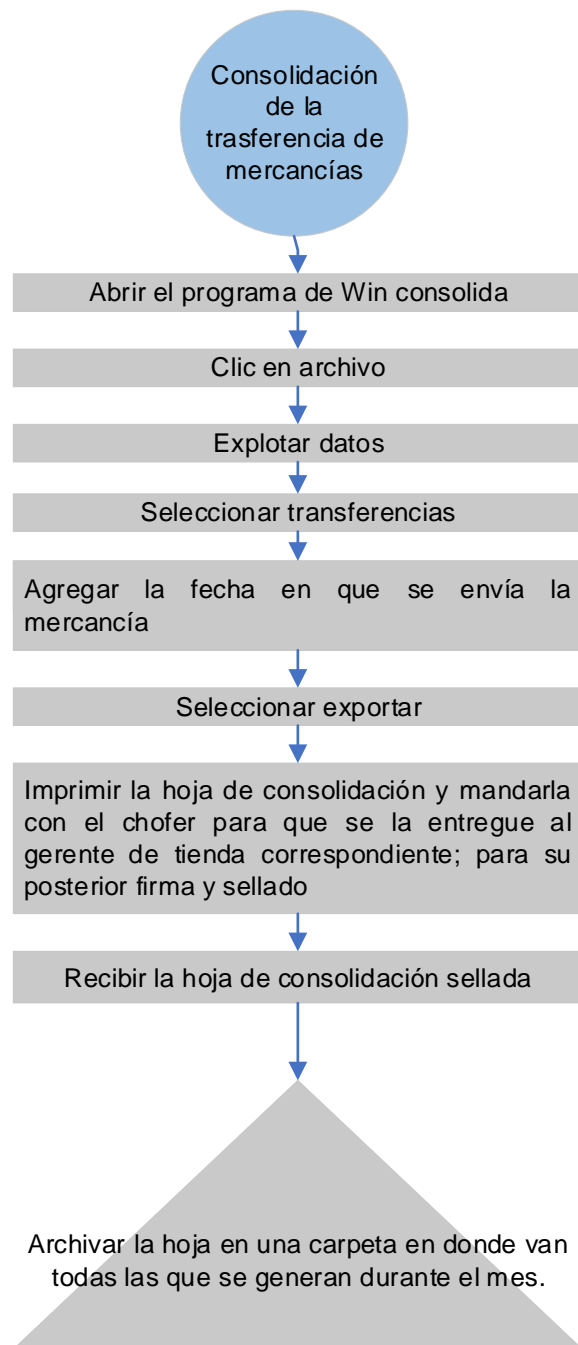 Consolidación
de la
trasferencia de
mercancías
Abrir el programa de Win consolida
Clic en archivo
Explotar datos
Seleccionar transferencias
Agregar la fecha en que se envía la
mercancía
Seleccionar exportar
Imprimir la hoja de consolidación y mandarla
con el chofer para que se la entregue al
gerente de tienda correspondiente; para su
posterior firma y sellado
Recibir la hoja de consolidación sellada
Archivar la hoja en una carpeta en donde van
todas las que se generan durante el mes.